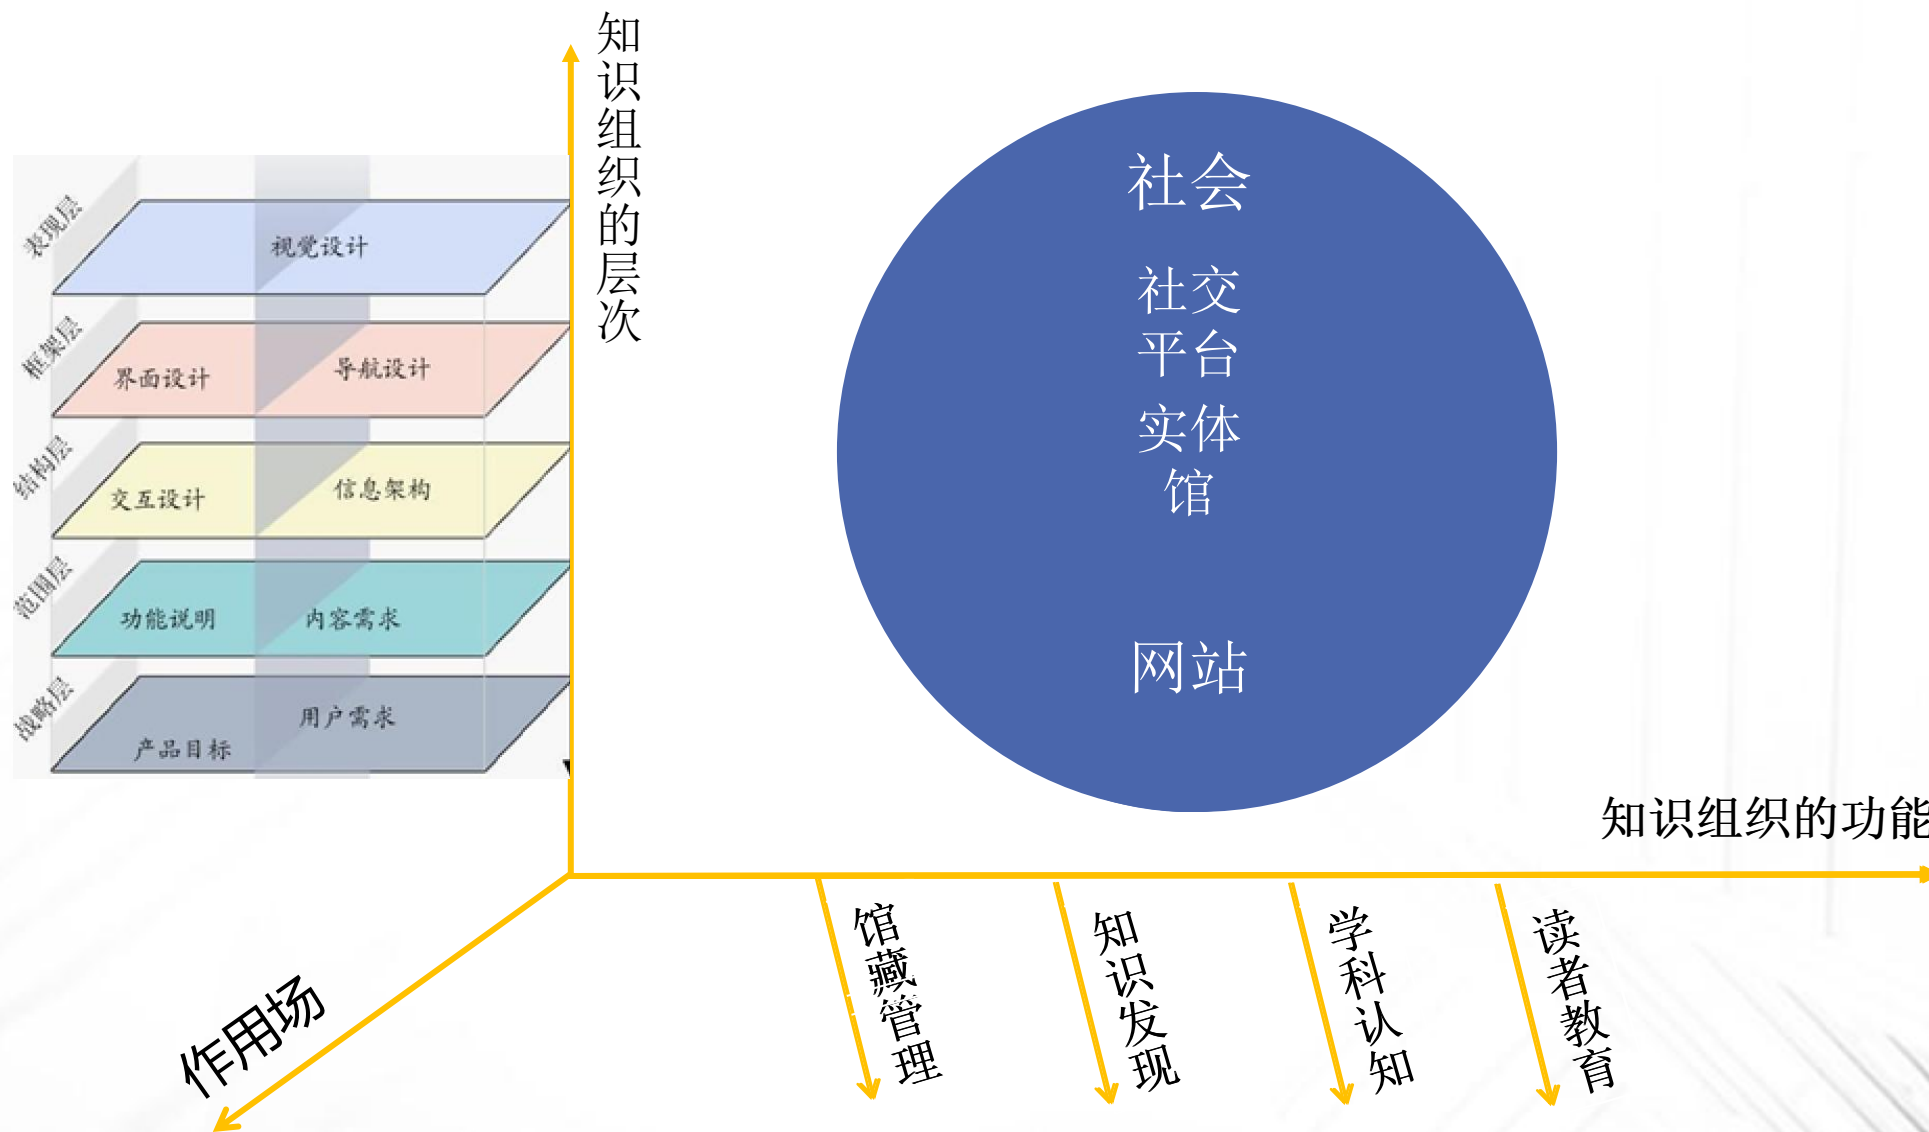 知识组织的层次
表现层
视觉设计
框架层
界面设计
导航设计
结构层
交互设计
信息架构
范围层
功能说明
内容需求
战略层
用户需求
产品目标
社会
社交
平台
实体
馆
网站
知识组织的功能
馆藏管理
知识发现
学科认知
读者教育
作用场